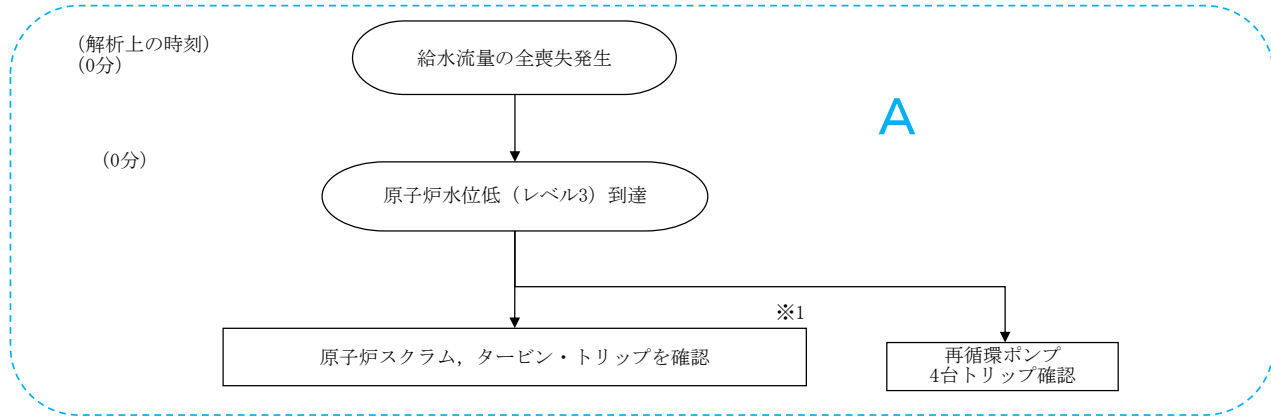 （解析上の時刻）
（0分）
給水流量の全喪失発生
A
（0分）
原子炉水位低（レベル3）到達
※1
原子炉スクラム，タービン・トリップを確認
再循環ポンプ
4台トリップ確認